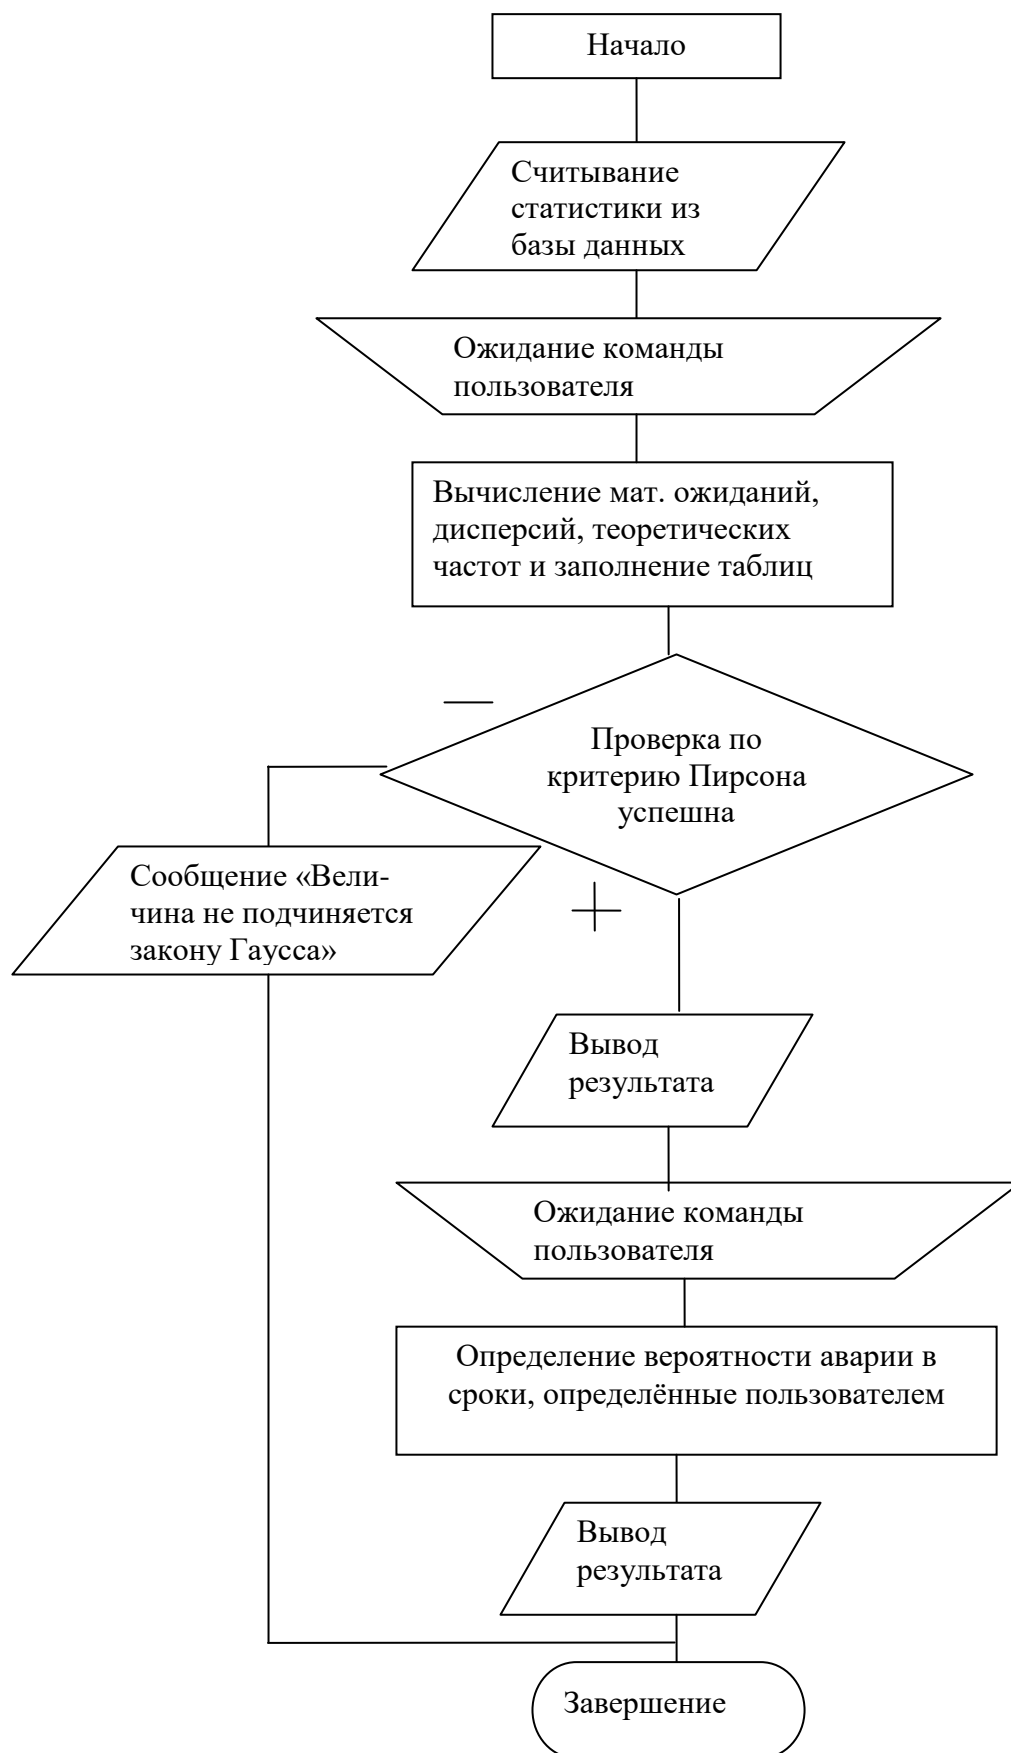 Начало
Считывание
статистики из
базы данных
Ожидание команды
пользователя
Вычисление мат. ожиданий,
дисперсий, теоретических
частот и заполнение таблиц
Проверка по
критерию Пирсона
успешна
Сообщение «Вели-
чина не подчиняется
закону Гаусса»
Вывод
результата
Ожидание команды
пользователя
Определение вероятности аварии в
сроки, определённые пользователем
Вывод
результата
Завершение